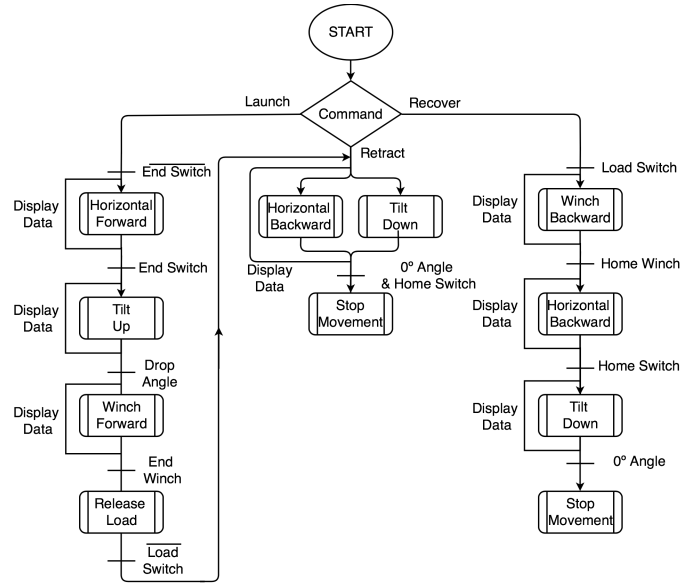 START
Launch
Command
Recover
Retract
End Switch
Display
Data
Horizontal
Forward
End Switch
Display
Data
Tilt
Up
Drop
Angle
Display
Data
Winch
Forward
End
Winch
Release
Load
Load
Switch
Horizontal
Backward
Tilt
Down
Display
Data
0º Angle
& Home Switch
Stop
Movement
Load Switch
Display
Data
Winch
Backward
Home Winch
Display
Data
Horizontal
Backward
Home Switch
Display
Data
Tilt
Down
0º Angle
Stop
Movement